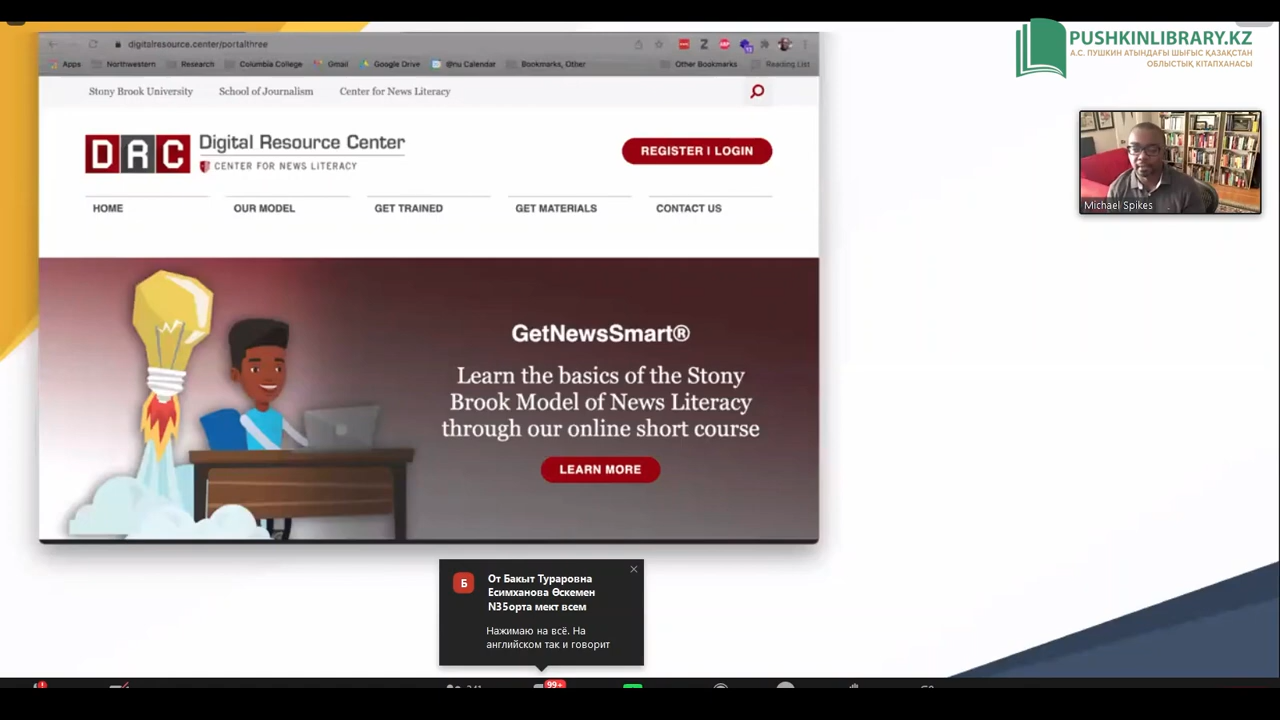 digitalresource.center/portalthree
Apps Northwestern Research Columbia College Gmail Google Drive @nu Calendar Bookmarks, Other Other Bookmarks Reading List
PUSHKINLIBRARY.KZ
А.С. ПУШКИН АТЫНДАҒЫ ШЫҒЫС ҚАЗАҚСТАН
ОБЛЫСТЫҚ КІТАПХАНАСЫ
Stony Brook University School of Journalism Center for News Literacy
DRC Digital Resource Center
CENTER FOR NEWS LITERACY
REGISTER | LOGIN
HOME OUR MODEL GET TRAINED GET MATERIALS CONTACT US
Michael Spikes
GetNewsSmart®
Learn the basics of the Stony
Brook Model of News Literacy
through our online short course
LEARN MORE
Б
От Бакыт Тураровна
Есимханова Өскемен
N35орта мект всем
Нажимаю на всё. На
английском так и говорит
99+